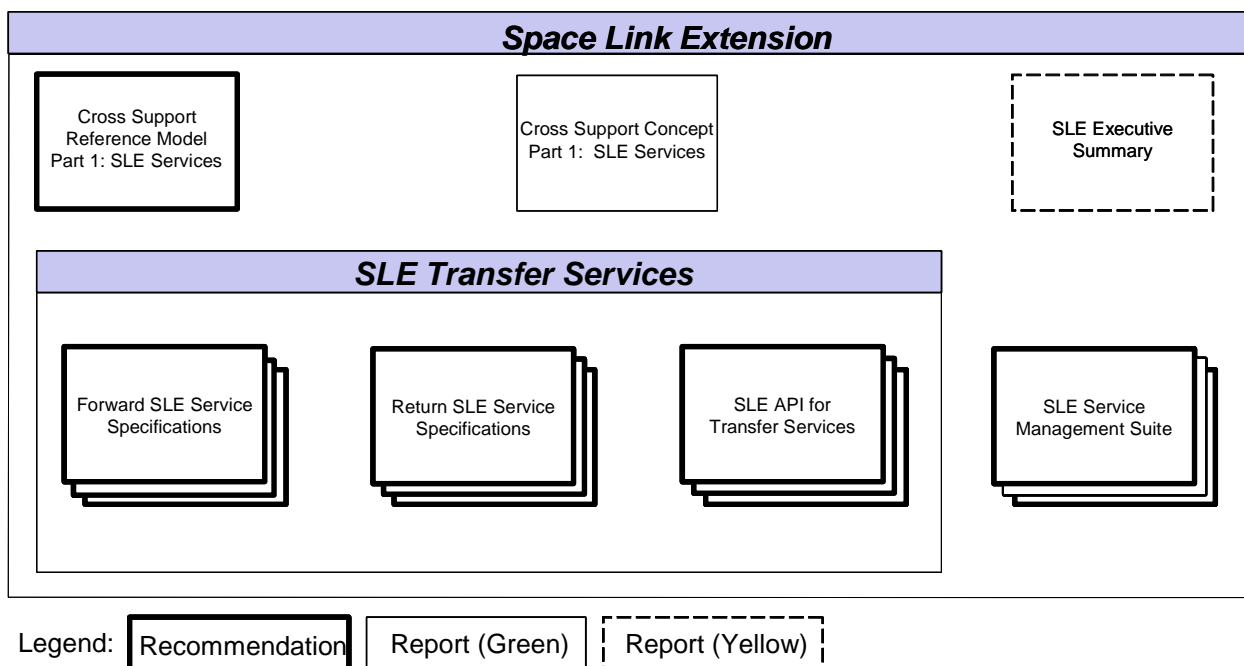 Space Link Extension
Cross Support
Reference Model
Part 1: SLE Services
Cross Support Concept
Part 1:  SLE Services
SLE Executive
Summary
SLE Transfer Services
Forward SLE Service
Specifications
Return SLE Service
Specifications
SLE API for
Transfer Services
SLE Service
Management Suite
Legend:
Recommendation
Report (Green)
Report (Yellow)